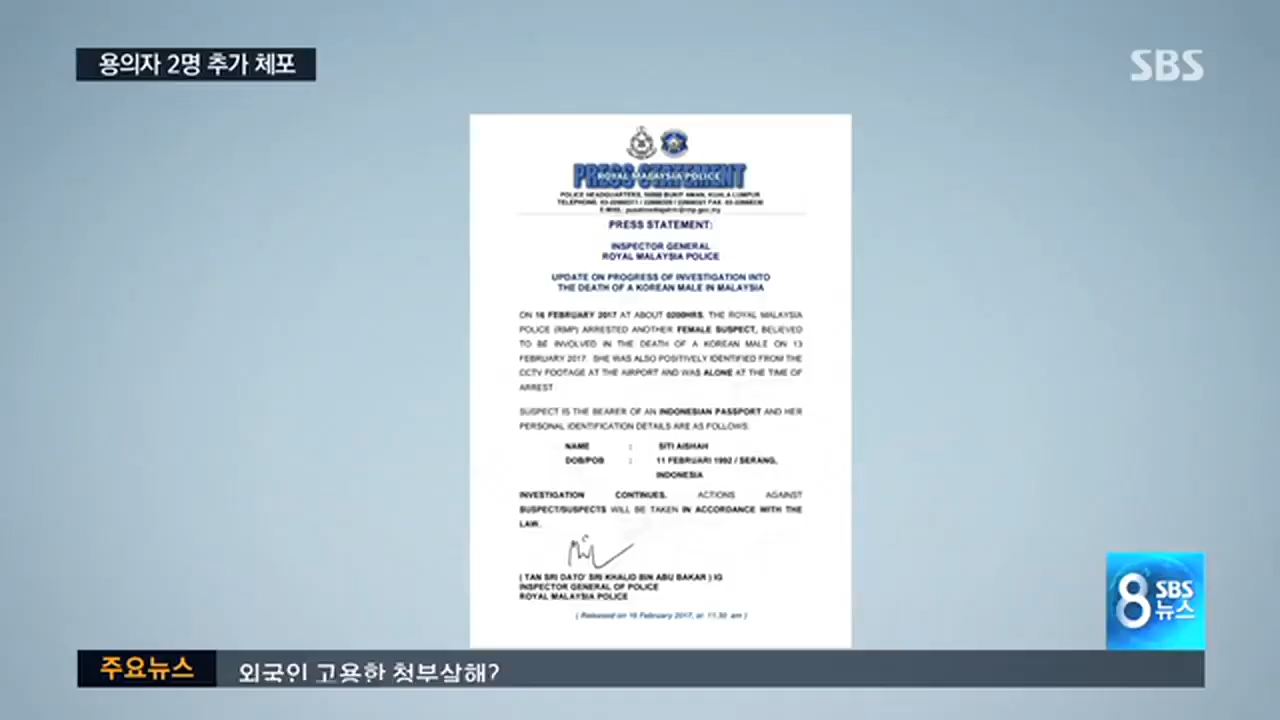 용의자 2명 추가 체포
SBS
PRESS STATEMENT
ROYAL MALAYSIA POLICE
POLICE HEADQUARTERS, 50560 BUKIT AMAN, KUALA LUMPUR
PRESS STATEMENT:
INSPECTOR GENERAL
ROYAL MALAYSIA POLICE
UPDATE ON PROGRESS OF INVESTIGATION INTO
THE DEATH OF A KOREAN MALE IN MALAYSIA
ON 16 FEBRUARY 2017 AT ABOUT 0200HRS, THE ROYAL MALAYSIA
POLICE (RMP) ARRESTED ANOTHER FEMALE SUSPECT, BELIEVED
TO BE INVOLVED IN THE DEATH OF A KOREAN MALE ON 13
FEBRUARY 2017. SHE WAS ALSO POSITIVELY IDENTIFIED FROM THE
CCTV FOOTAGE AT THE AIRPORT AND WAS ALONE AT THE TIME OF
ARREST
SUSPECT IS THE BEARER OF AN INDONESIAN PASSPORT AND HER
PERSONAL IDENTIFICATION DETAILS ARE AS FOLLOWS:
NAME : SITI AISHAH
DOB/POB : 11 FEBRUARI 1992 / SERANG,
INDONESIA
INVESTIGATION CONTINUES. ACTIONS AGAINST
SUSPECT/SUSPECTS WILL BE TAKEN IN ACCORDANCE WITH THE
LAW.
( TAN SRI DATO' SRI KHALID BIN ABU BAKAR ) IG
INSPECTOR GENERAL OF POLICE
ROYAL MALAYSIA POLICE
( Released on 16 February 2017, at 11.30 am )
8 SBS
뉴스
주요뉴스 외국인 고용한 청부살해?